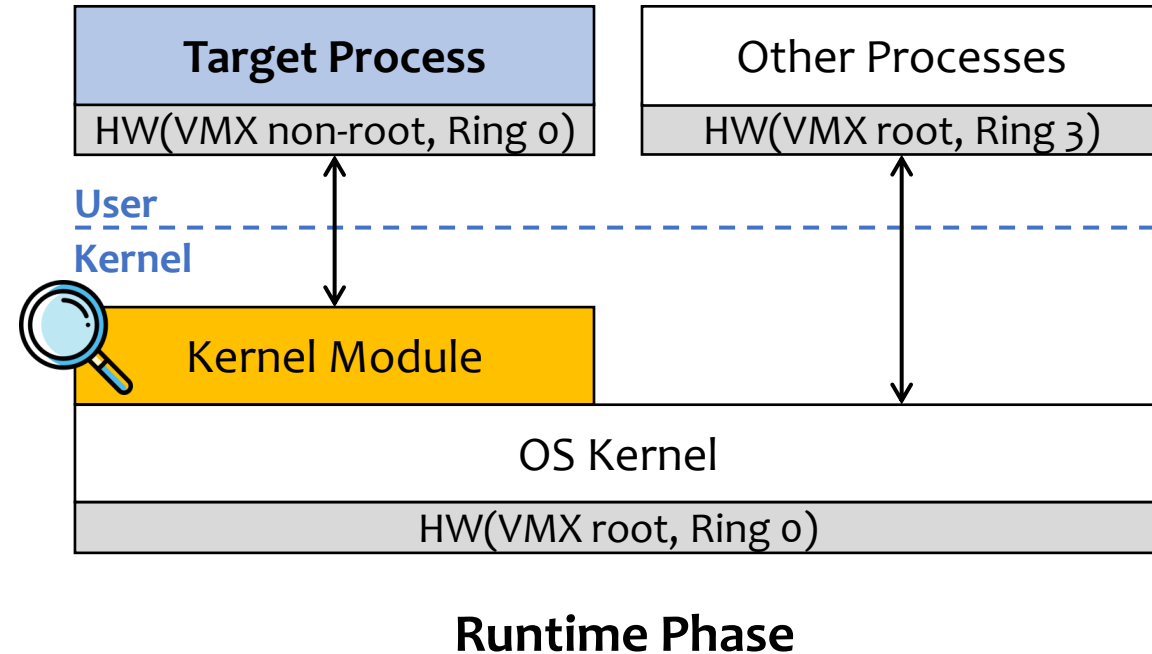 Target Process
Other Processes
HW(VMX non-root, Ring 0)
HW(VMX root, Ring 3)
User
Kernel
Kernel Module
OS Kernel
HW(VMX root, Ring 0)
Runtime Phase